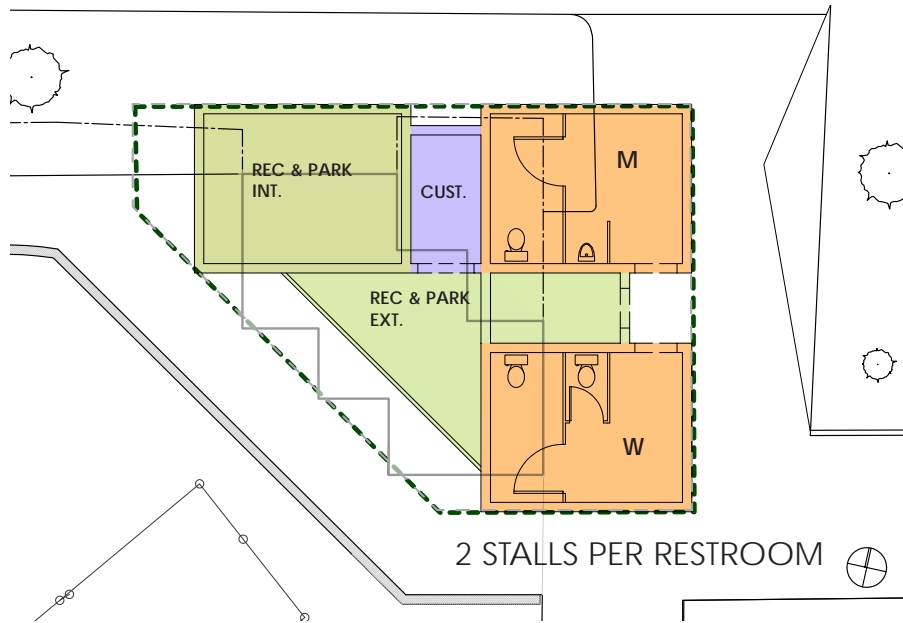 REC & PARK
INT.
CUST.
M
REC & PARK
EXT.
W
2 STALLS PER RESTROOM